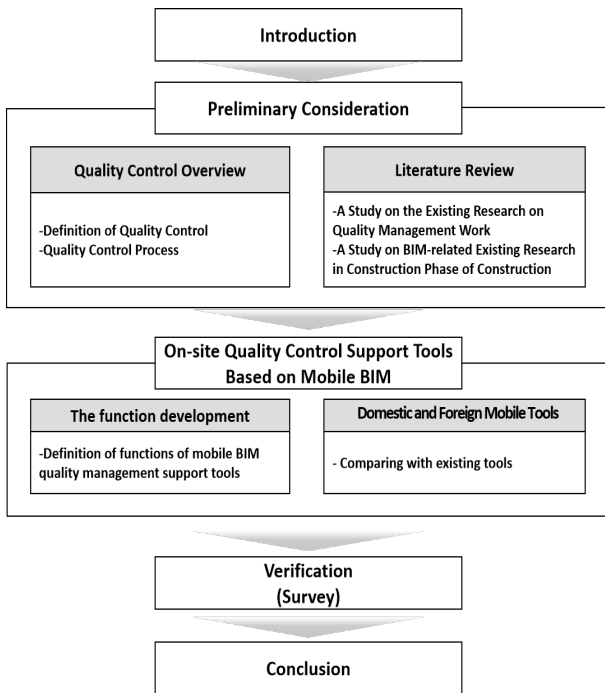 Introduction
Preliminary Consideration
Quality Control Overview
-Definition of Quality Control
-Quality Control Process
Literature Review
-A Study on the Existing Research on
Quality Management Work
-A Study on BIM-related Existing Research
in Construction Phase of Construction
On-site Quality Control Support Tools
Based on Mobile BIM
The function development
-Definition of functions of mobile BIM
quality management support tools
Domestic and Foreign Mobile Tools
- Comparing with existing tools
Verification
(Survey)
Conclusion